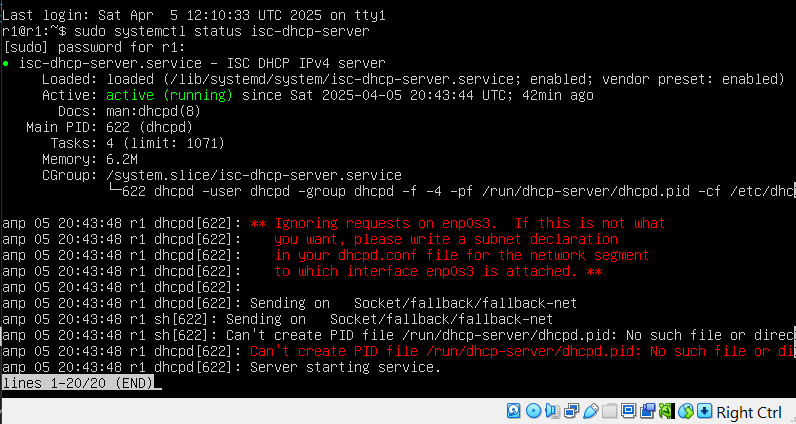 Last login: Sat Apr  5 12:10:33 UTC 2025 on tty1
r1@r1:~$ sudo systemctl status isc-dhcp-server
[sudo] password for r1:
● isc-dhcp-server.service - ISC DHCP IPv4 server
     Loaded: loaded (/lib/systemd/system/isc-dhcp-server.service; enabled; vendor preset: enabled)
     Active: active (running) since Sat 2025-04-05 20:43:44 UTC; 42min ago
       Docs: man:dhcpd(8)
   Main PID: 622 (dhcpd)
      Tasks: 4 (limit: 1071)
     Memory: 6.2M
     CGroup: /system.slice/isc-dhcp-server.service
             └─622 dhcpd -user dhcpd -group dhcpd -f -4 -pf /run/dhcp-server/dhcpd.pid -cf /etc/dhc
апр 05 20:43:48 r1 dhcpd[622]: ** Ignoring requests on enp0s3.  If this is not what
апр 05 20:43:48 r1 dhcpd[622]:    you want, please write a subnet declaration
апр 05 20:43:48 r1 dhcpd[622]:    in your dhcpd.conf file for the network segment
апр 05 20:43:48 r1 dhcpd[622]:    to which interface enp0s3 is attached. **
апр 05 20:43:48 r1 dhcpd[622]:
апр 05 20:43:48 r1 dhcpd[622]: Sending on   Socket/fallback/fallback-net
апр 05 20:43:48 r1 sh[622]: Sending on   Socket/fallback/fallback-net
апр 05 20:43:48 r1 sh[622]: Can't create PID file /run/dhcp-server/dhcpd.pid: No such file or direc
апр 05 20:43:48 r1 dhcpd[622]: Can't create PID file /run/dhcp-server/dhcpd.pid: No such file or di
апр 05 20:43:48 r1 dhcpd[622]: Server starting service.
lines 1-20/20 (END)
Right Ctrl